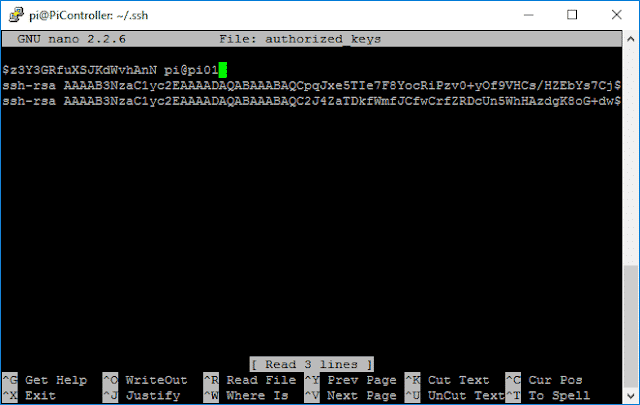 pi@PiController: ~/.ssh
GNU nano 2.2.6 File: authorized_keys
$z3Y3GRfuXSJKdWvhAnN pi@pi01
ssh-rsa AAAAB3NzaC1yc2EAAAADAQABAAABAQCpqJxe5TIe7F8YocRiPzv0+yOf9VHCs/HZEbYs7Cj$
ssh-rsa AAAAB3NzaC1yc2EAAAADAQABAAABAQC2J4ZaTDkfWmfJCfwCrfZRDcUn5WhHAzdgK8oG+dw$
[ Read 3 lines ]
^G Get Help ^O WriteOut ^R Read File ^Y Prev Page ^K Cut Text ^C Cur Pos
^X Exit ^J Justify ^W Where Is ^V Next Page ^U UnCut Text ^T To Spell